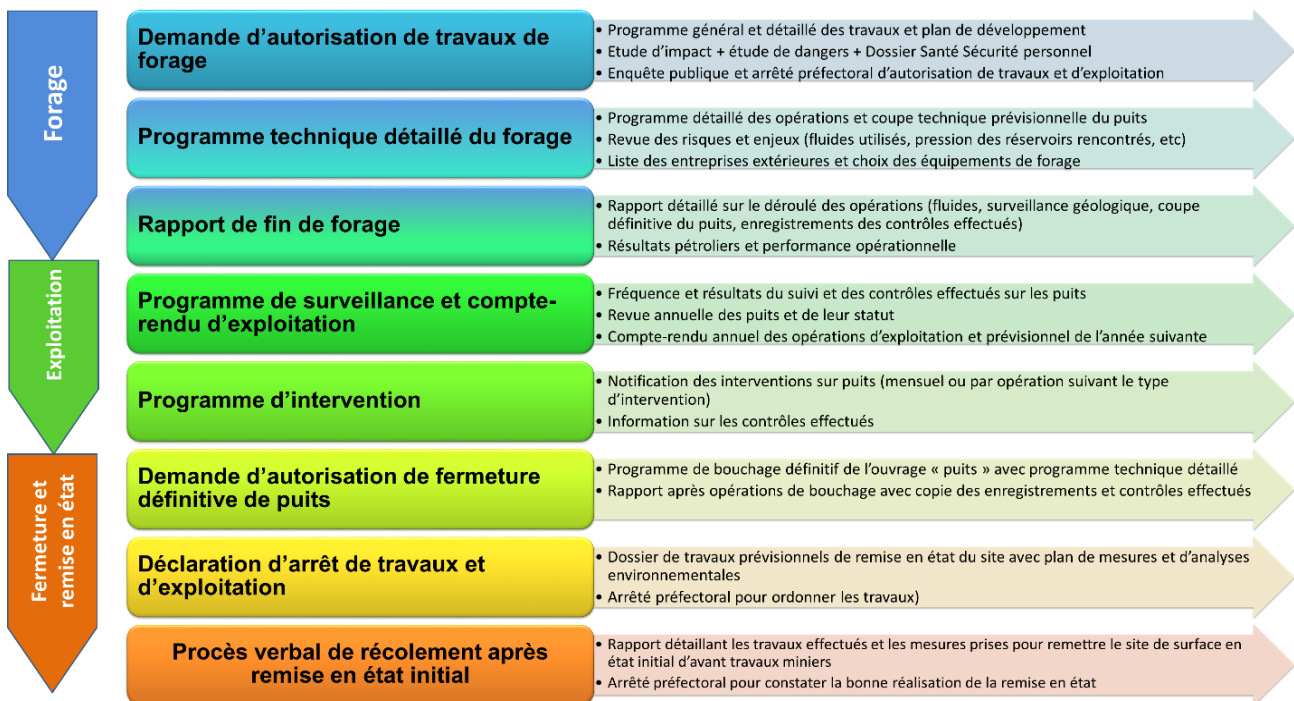 Forage
Demande d'autorisation de travaux de
forage
• Programme général et détaillé des travaux et plan de développement
• Etude d'impact + étude de dangers + Dossier Santé Sécurité personnel
• Enquête publique et arrêté préfectoral d'autorisation de travaux et d'exploitation
Programme technique détaillé du forage
• Programme détaillé des opérations et coupe technique prévisionnelle du puits
• Revue des risques et enjeux (fluides utilisés, pression des réservoirs rencontrés, etc)
• Liste des entreprises extérieures et choix des équipements de forage
Rapport de fin de forage
• Rapport détaillé sur le déroulé des opérations (fluides, surveillance géologique, coupe
définitive du puits, enregistrements des contrôles effectués)
• Résultats pétroliers et performance opérationnelle
Exploitation
Programme de surveillance et compte-
rendu d'exploitation
• Fréquence et résultats du suivi et des contrôles effectués sur les puits
• Revue annuelle des puits et de leur statut
• Compte-rendu annuel des opérations d'exploitation et prévisionnel de l'année suivante
Programme d'intervention
• Notification des interventions sur puits (mensuel ou par opération suivant le type
d'intervention)
• Information sur les contrôles effectués
Fermeture et
remise en état
Demande d'autorisation de fermeture
définitive de puits
• Programme de bouchage définitif de l'ouvrage « puits » avec programme technique détaillé
• Rapport après opérations de bouchage avec copie des enregistrements et contrôles effectués
Déclaration d'arrêt de travaux et
d'exploitation
• Dossier de travaux prévisionnels de remise en état du site avec plan de mesures et d'analyses
environnementales
• Arrêté préfectoral pour ordonner les travaux)
Procès verbal de récolement après
remise en état initial
• Rapport détaillant les travaux effectués et les mesures prises pour remettre le site de surface en
état initial d'avant travaux miniers
• Arrêté préfectoral pour constater la bonne réalisation de la remise en état